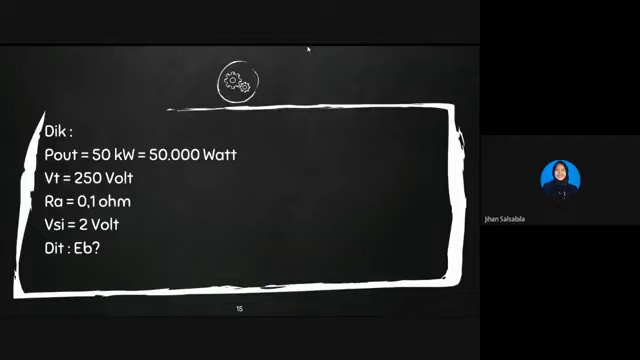 Dik :
Pout = 50 kW = 50.000 Watt
Vt = 250 Volt
Ra = 0,1 ohm
Vsi = 2 Volt
Dit : Eb?
15
Jihan Salsabila